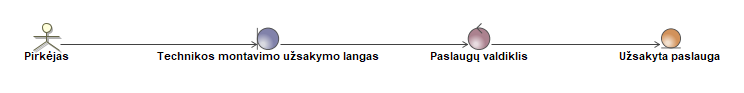 Pirkėjas
Technikos montavimo užsakymo langas
Paslaugų valdiklis
Užsakyta paslauga